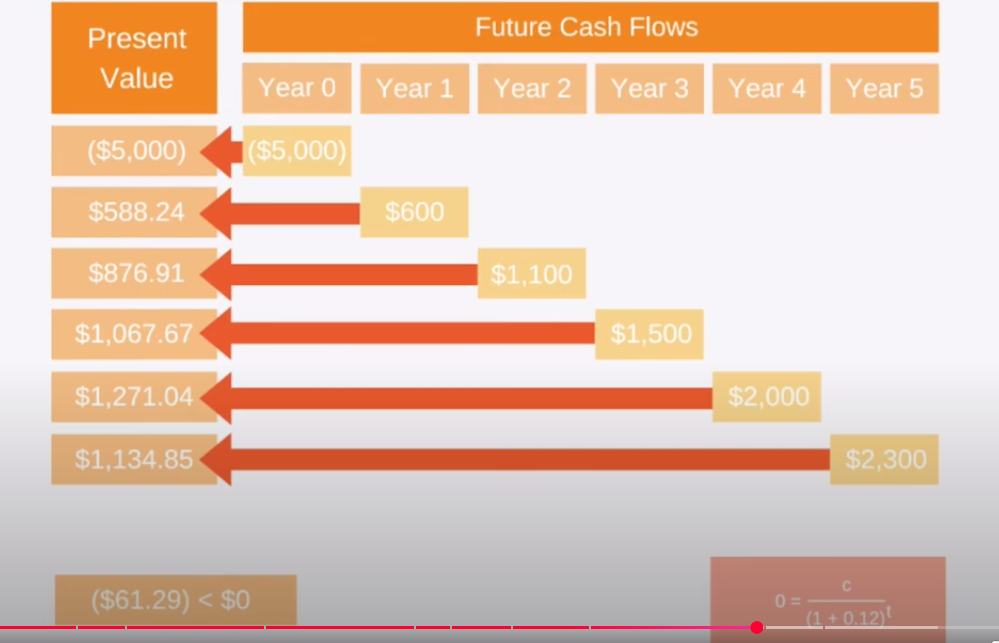 Present
Value
Future Cash Flows
Year 0 Year 1 Year 2 Year 3 Year 4 Year 5
($5,000) ($5,000)
$588.24 $600
$876.91 $1,100
$1,067.67 $1,500
$1,271.04 $2,000
$1,134.85 $2,300
($61.29) < $0
c
0 =
(1 + 0.12)t